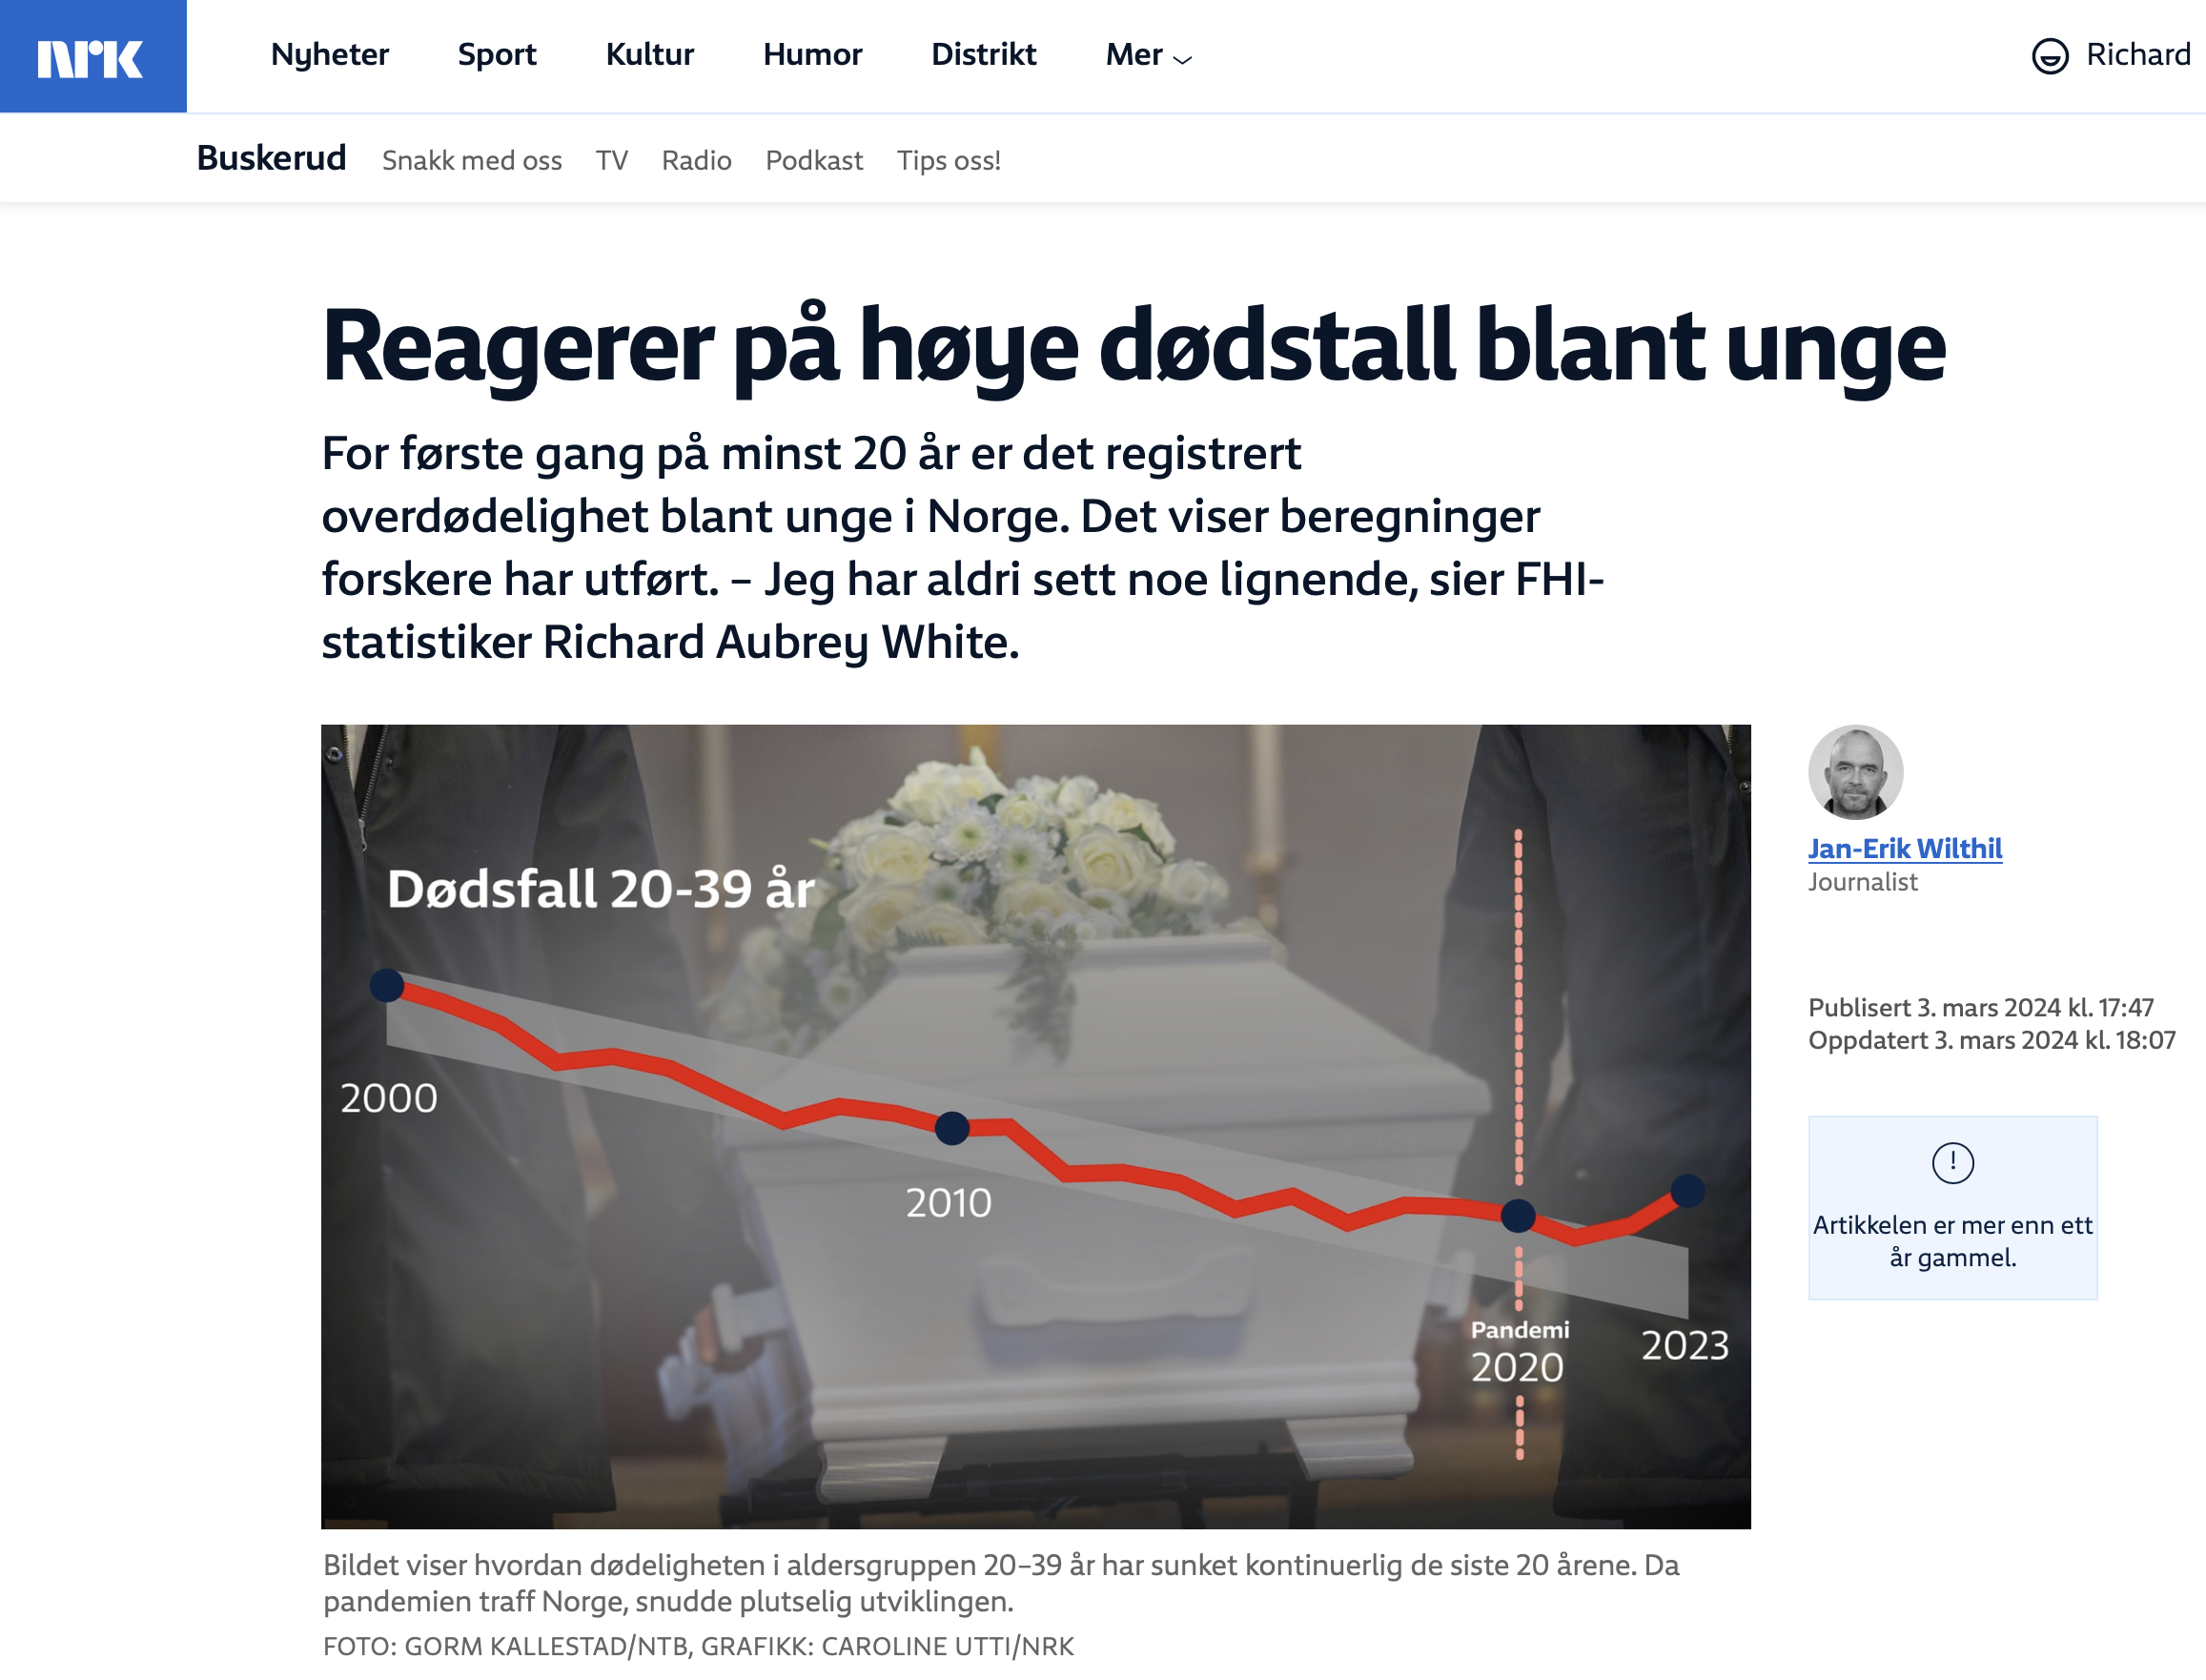 NRK
Nyheter
Sport
Kultur
Humor
Distrikt
Mer
Richard
Buskerud
Snakk med oss
TV
Radio
Podkast
Tips oss!
Reagerer på høye dødstall blant unge
For første gang på minst 20 år er det registrert
overdødelighet blant unge i Norge. Det viser beregninger
forskere har utført. – Jeg har aldri sett noe lignende, sier FHI-
statistiker Richard Aubrey White.
Dødsfall 20-39 år
2000
2010
Pandemi
2020
2023
Bildet viser hvordan dødeligheten i aldersgruppen 20–39 år har sunket kontinuerlig de siste 20 årene. Da
pandemien traff Norge, snudde plutselig utviklingen.
FOTO: GORM KALLESTAD/NTB, GRAFIKK: CAROLINE UTTI/NRK
Jan-Erik Wilthil
Journalist
Publisert 3. mars 2024 kl. 17:47
Oppdatert 3. mars 2024 kl. 18:07
Artikkelen er mer enn ett
år gammel.